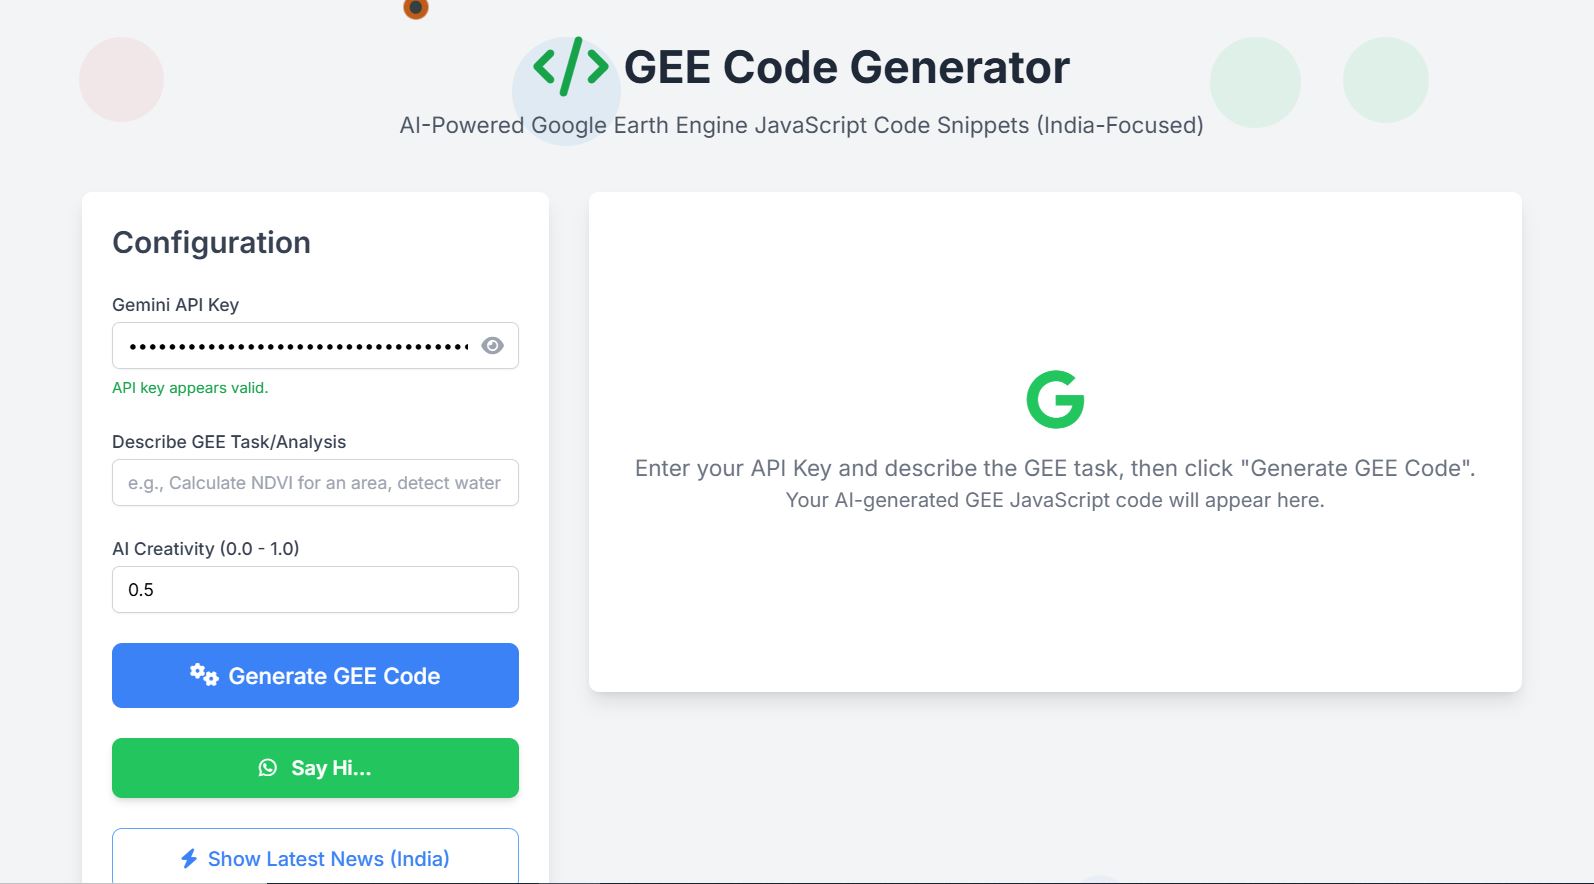 GEE Code Generator
AI-Powered Google Earth Engine JavaScript Code Snippets (India-Focused)
Configuration
Gemini API Key
API key appears valid.
Describe GEE Task/Analysis
e.g., Calculate NDVI for an area, detect water
AI Creativity (0.0 - 1.0)
0.5
Generate GEE Code
Say Hi...
Show Latest News (India)
Enter your API Key and describe the GEE task, then click "Generate GEE Code".
Your AI-generated GEE JavaScript code will appear here.